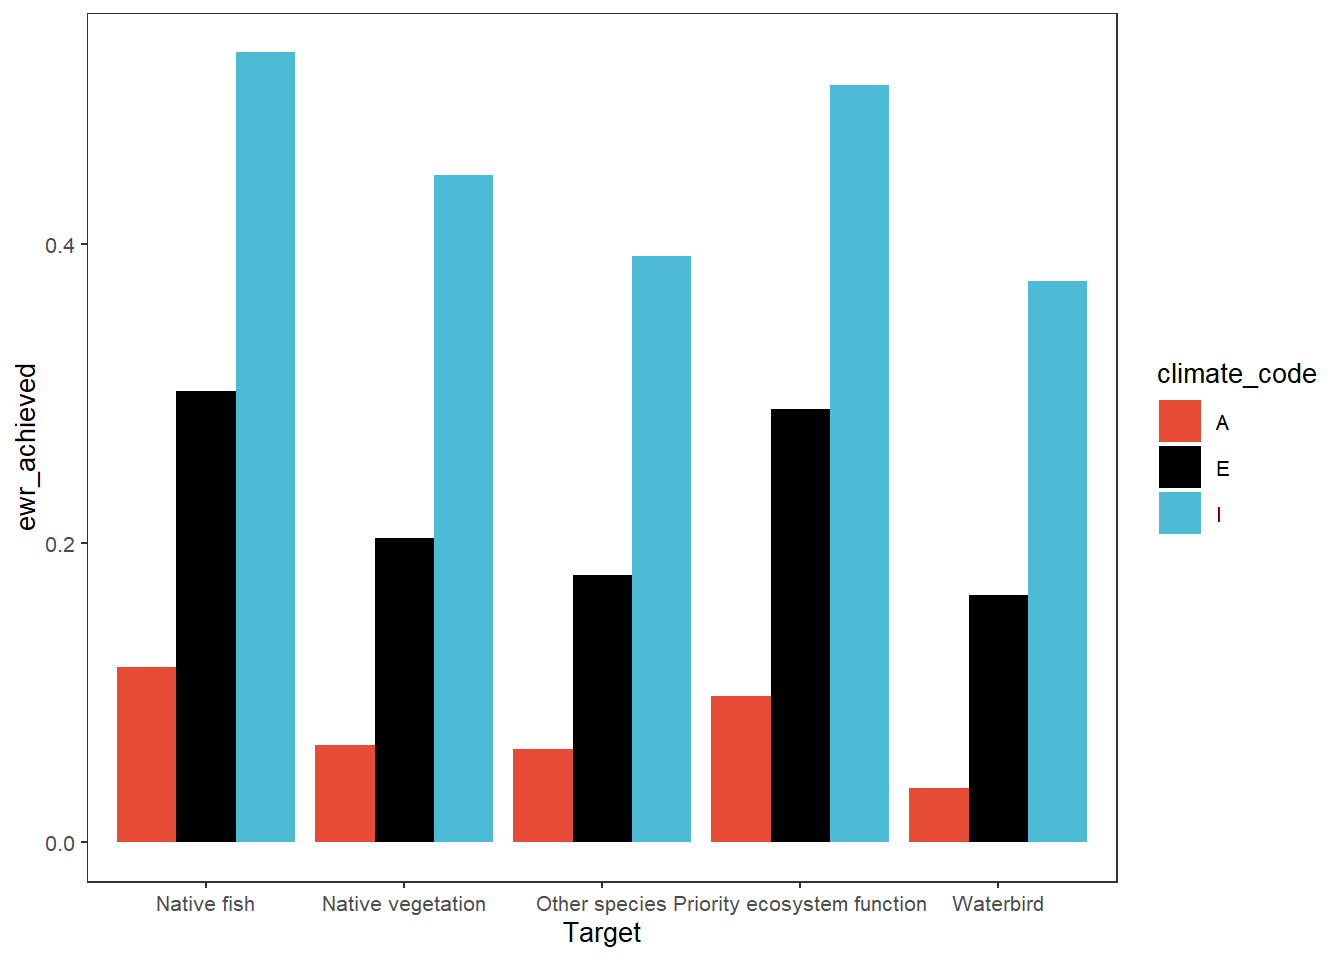 ewr_achieved
0.4
0.2
0.0
Native fish
Native vegetation
Other species
Priority ecosystem function
Waterbird
Target
climate_code
A
E
I